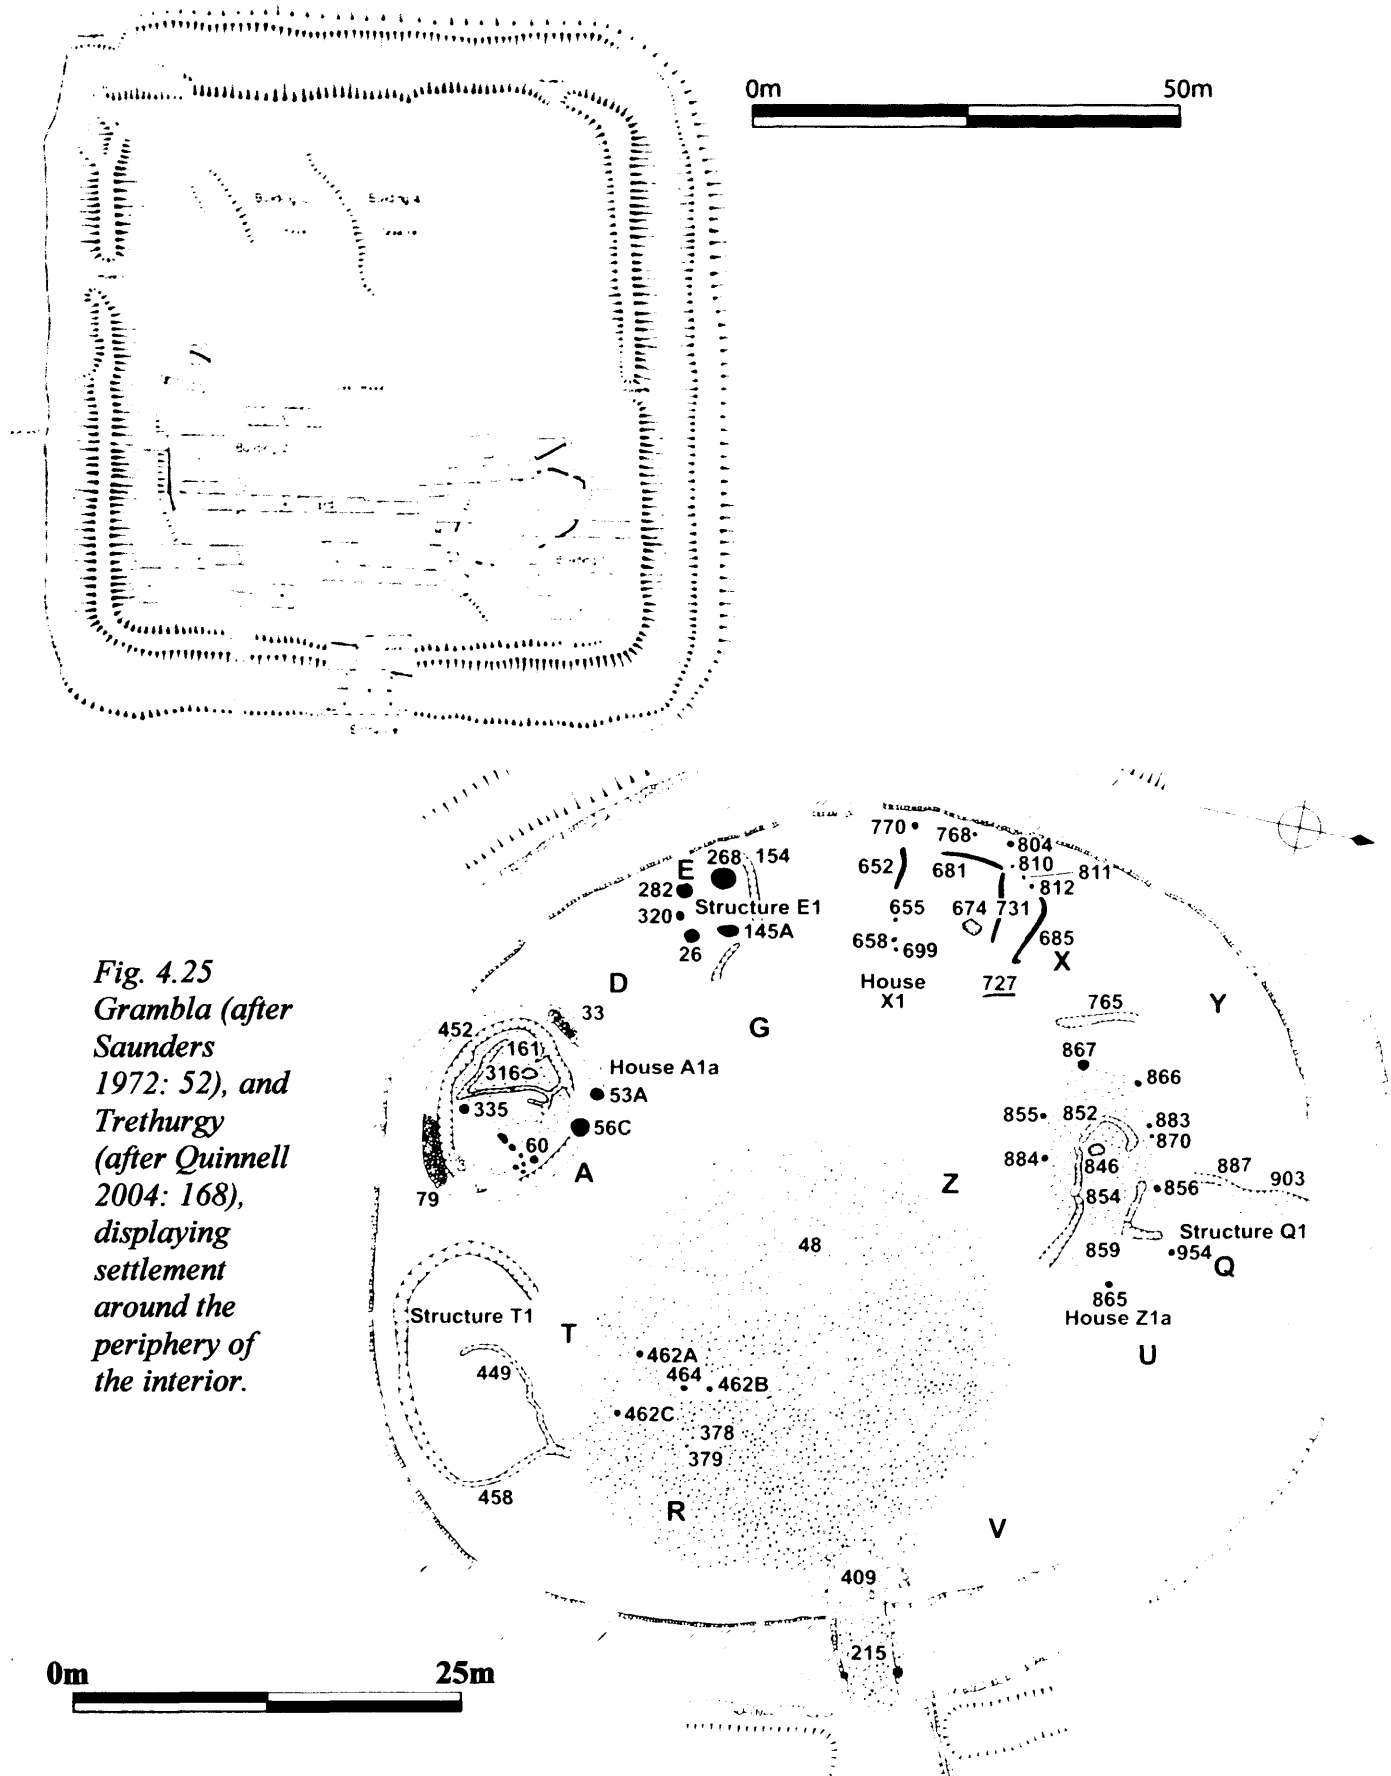 0m 50m
Building 4
770 768 804
E 268 154 652 681 810 811
282 812
320 Structure E1 655 674 731
145A 658 699 685
26 House X1 727 X
D 765 Y
33 G
452 161 867
316 House A1a 866
335 53A 855 852 883
60 56C 870
A 884 846 887
79 Z 854 856 903
48 859 Structure Q1
954 Q
Structure T1 865
T House Z1a
462A U
449 464 462B
462C 378
379
458 R V
409
215
Fig. 4.25
Grambla (after
Saunders
1972: 52), and
Trethurgy
(after Quinnell
2004: 168),
displaying
settlement
around the
periphery of
the interior.
0m 25m